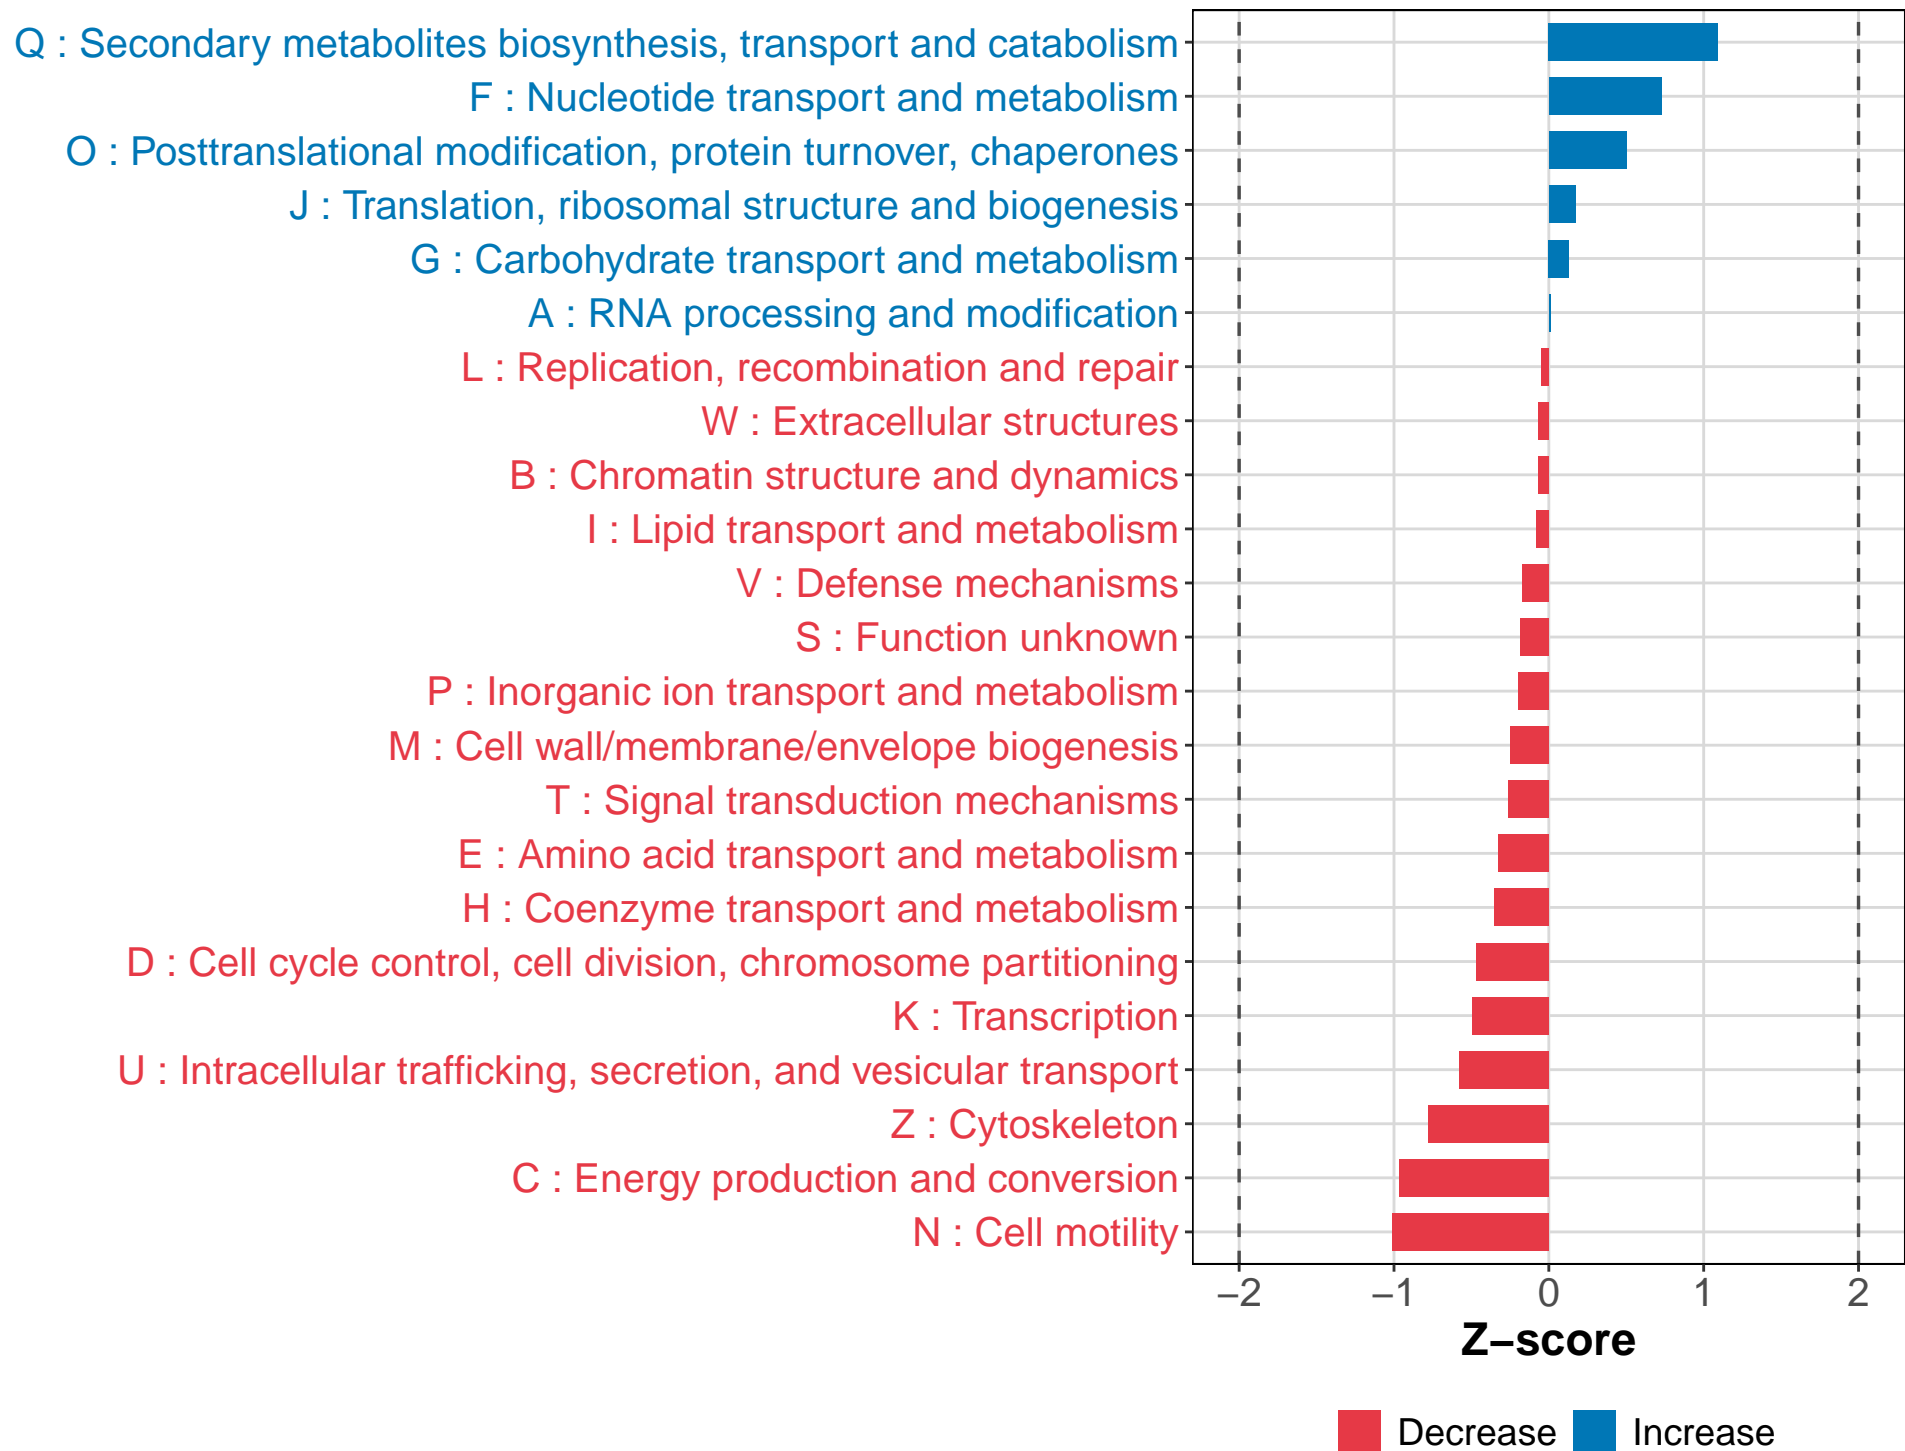 Q : Secondary metabolites biosynthesis, transport and catabolism
F : Nucleotide transport and metabolism
O : Posttranslational modification, protein turnover, chaperones
J : Translation, ribosomal structure and biogenesis
G : Carbohydrate transport and metabolism
A : RNA processing and modification
L : Replication, recombination and repair
W : Extracellular structures
B : Chromatin structure and dynamics
I : Lipid transport and metabolism
V : Defense mechanisms
S : Function unknown
P : Inorganic ion transport and metabolism
M : Cell wall/membrane/envelope biogenesis
T : Signal transduction mechanisms
E : Amino acid transport and metabolism
H : Coenzyme transport and metabolism
D : Cell cycle control, cell division, chromosome partitioning
K : Transcription
U : Intracellular trafficking, secretion, and vesicular transport
Z : Cytoskeleton
C : Energy production and conversion
N : Cell motility
−2 −1 0 1 2
Z−score
Decrease Increase